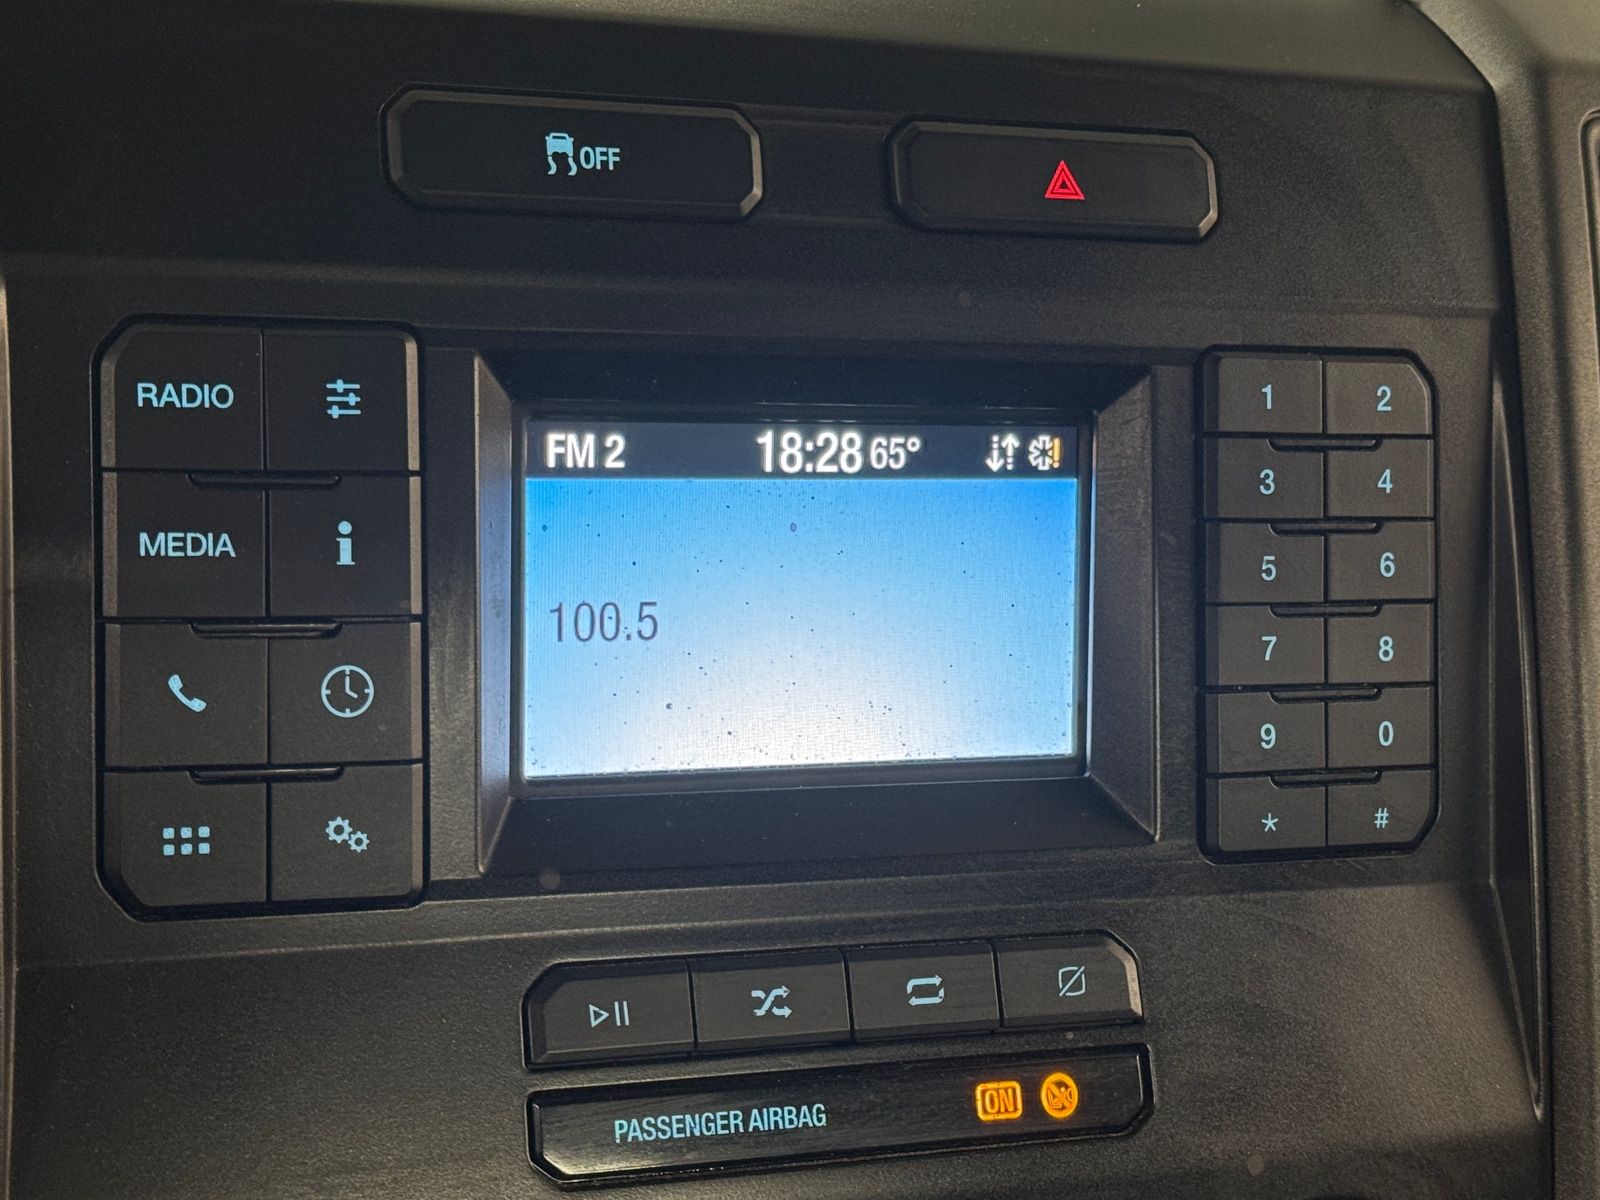 OFF
RADIO
MEDIA
FM 2 18:28 65°
100.5
1 2
3 4
5 6
7 8
9 0
* #
PASSENGER AIRBAG ON